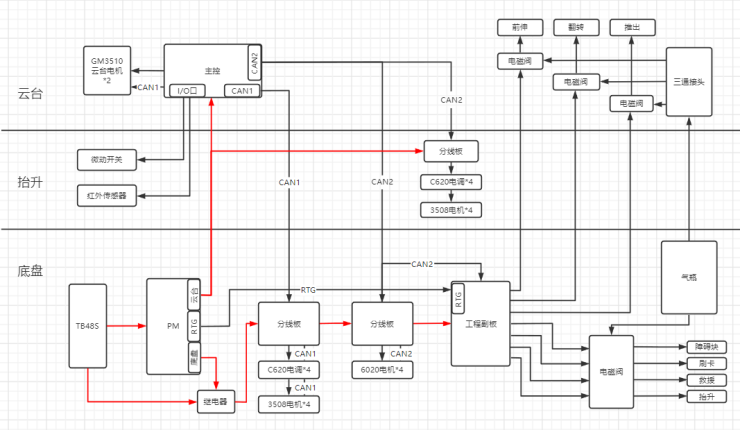 云台
抬升
底盘
GM3510
云台电机
*2
主控
CAN2
I/O口
CAN1
CAN1
CAN2
微动开关
红外传感器
CAN1
CAN2
分线板
C620电调*4
3508电机*4
前伸
翻转
推出
电磁阀
电磁阀
电磁阀
三通接头
气瓶
TB48S
PM
云台
RTG
底盘
RTG
继电器
分线板
CAN1
C620电调*4
CAN1
3508电机*4
分线板
CAN2
6020电机*4
CAN2
RTG
工程副板
电磁阀
障碍块
刷卡
救援
抬升